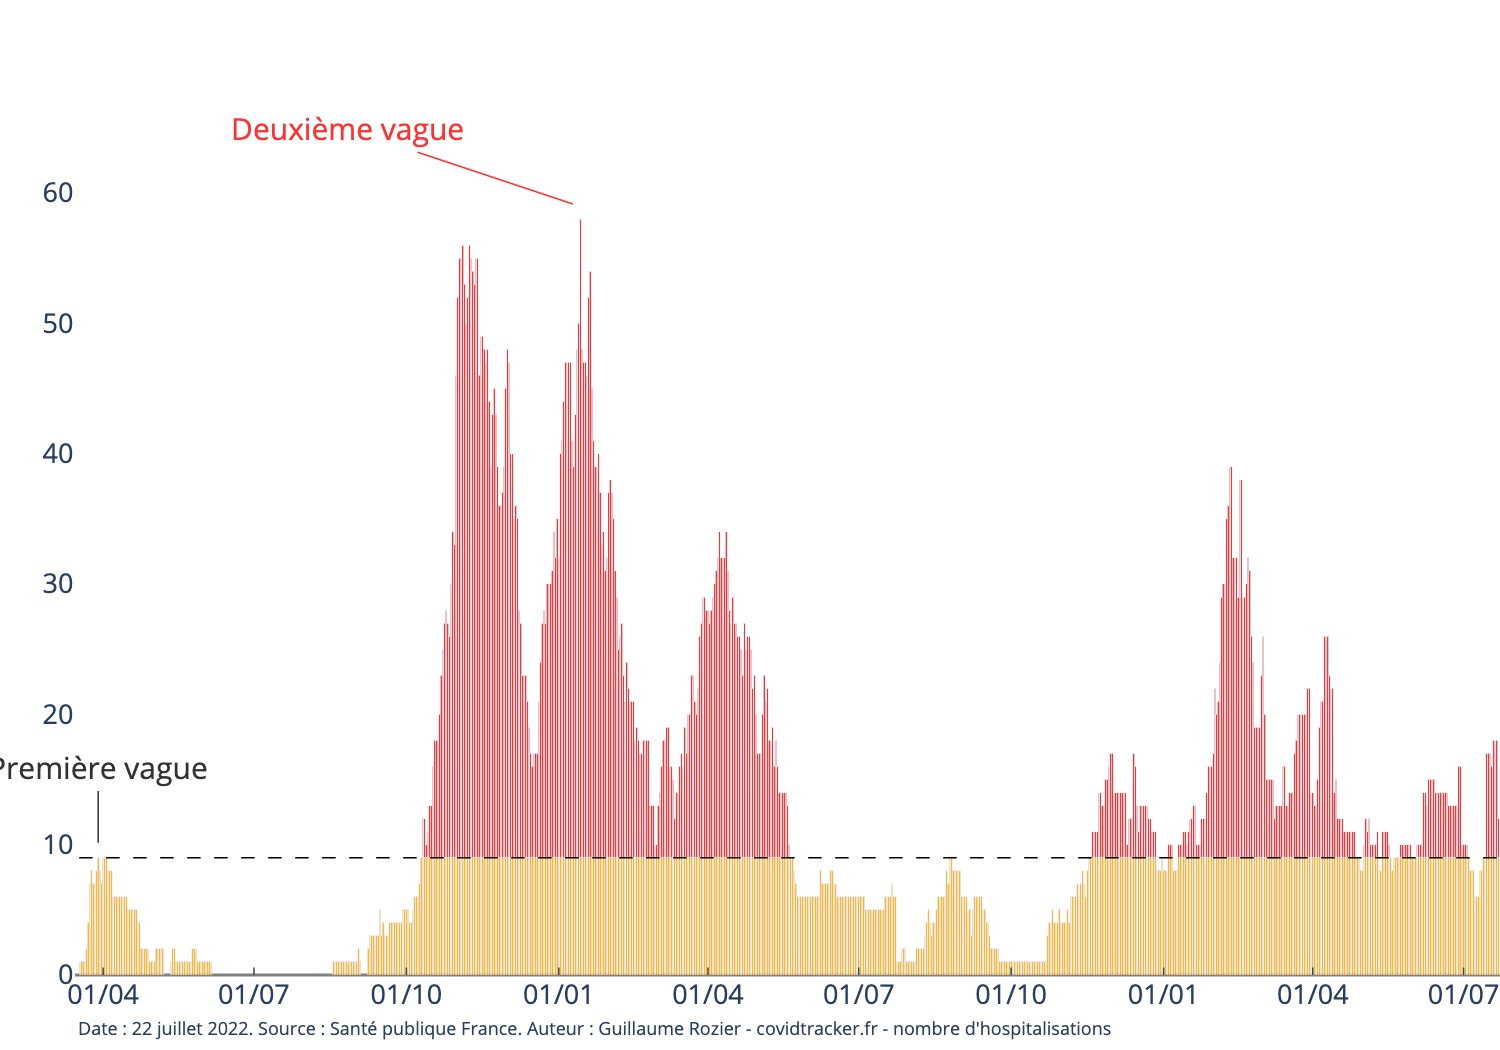 Deuxième vague
60
50
40
30
20
Première vague
10
0
01/04 01/07 01/10 01/01 01/04 01/07 01/10 01/01 01/04 01/07
Date : 22 juillet 2022. Source : Santé publique France. Auteur : Guillaume Rozier - covidtracker.fr - nombre d'hospitalisations